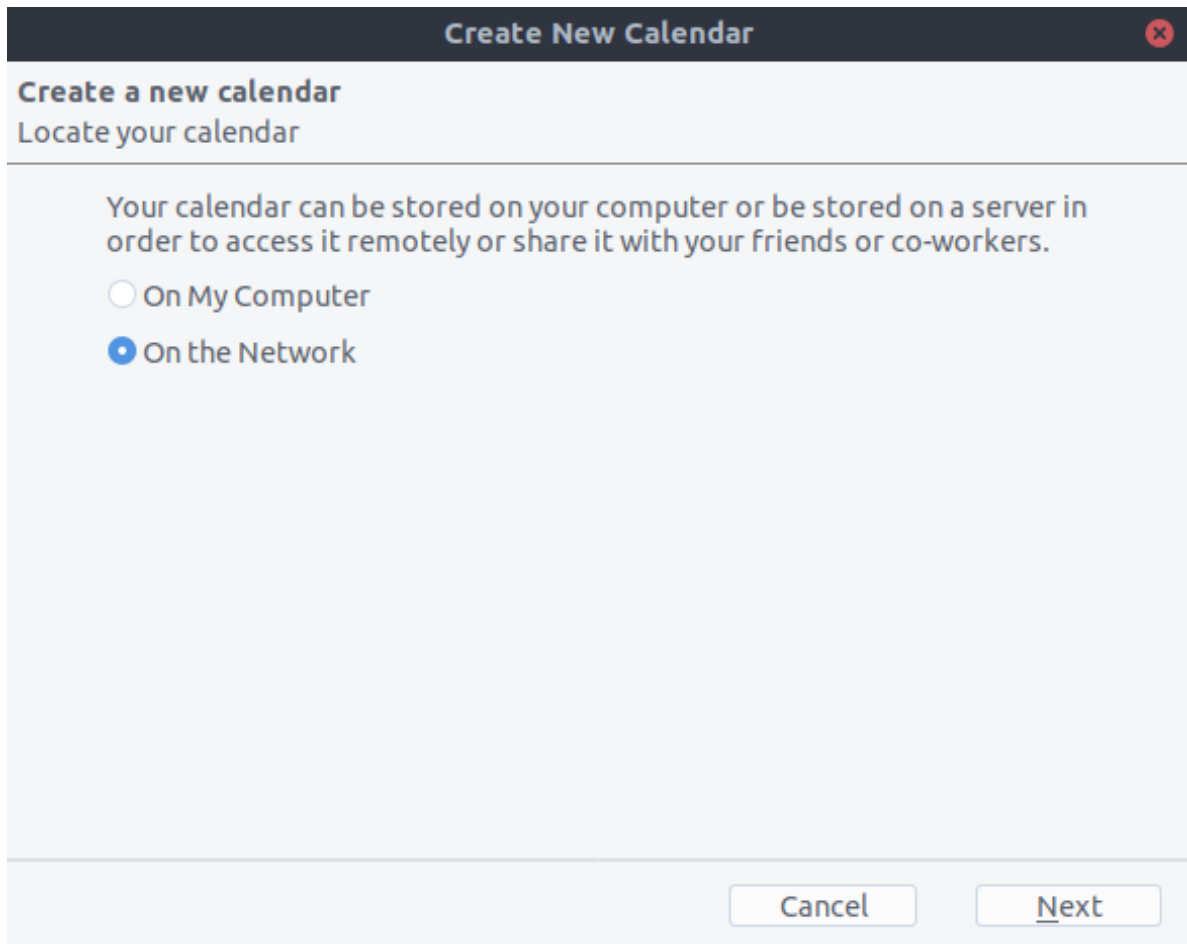 Create New Calendar
Create a new calendar
Locate your calendar
Your calendar can be stored on your computer or be stored on a server in
order to access it remotely or share it with your friends or co-workers.
On My Computer
On the Network
Cancel
Next